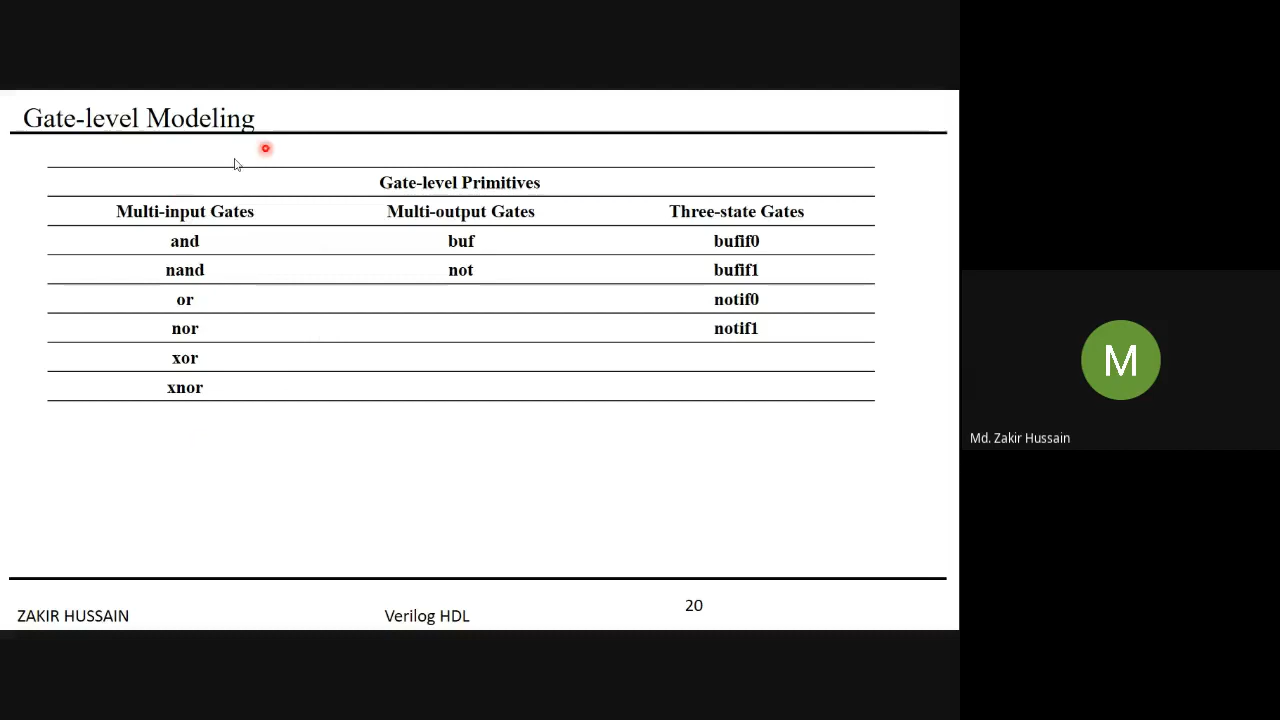 Gate-level Modeling
Gate-level Primitives
Multi-input Gates Multi-output Gates Three-state Gates
and buf bufif0
nand not bufif1
or notif0
nor notif1
xor
xnor
ZAKIR HUSSAIN Verilog HDL 20
M
Md. Zakir Hussain